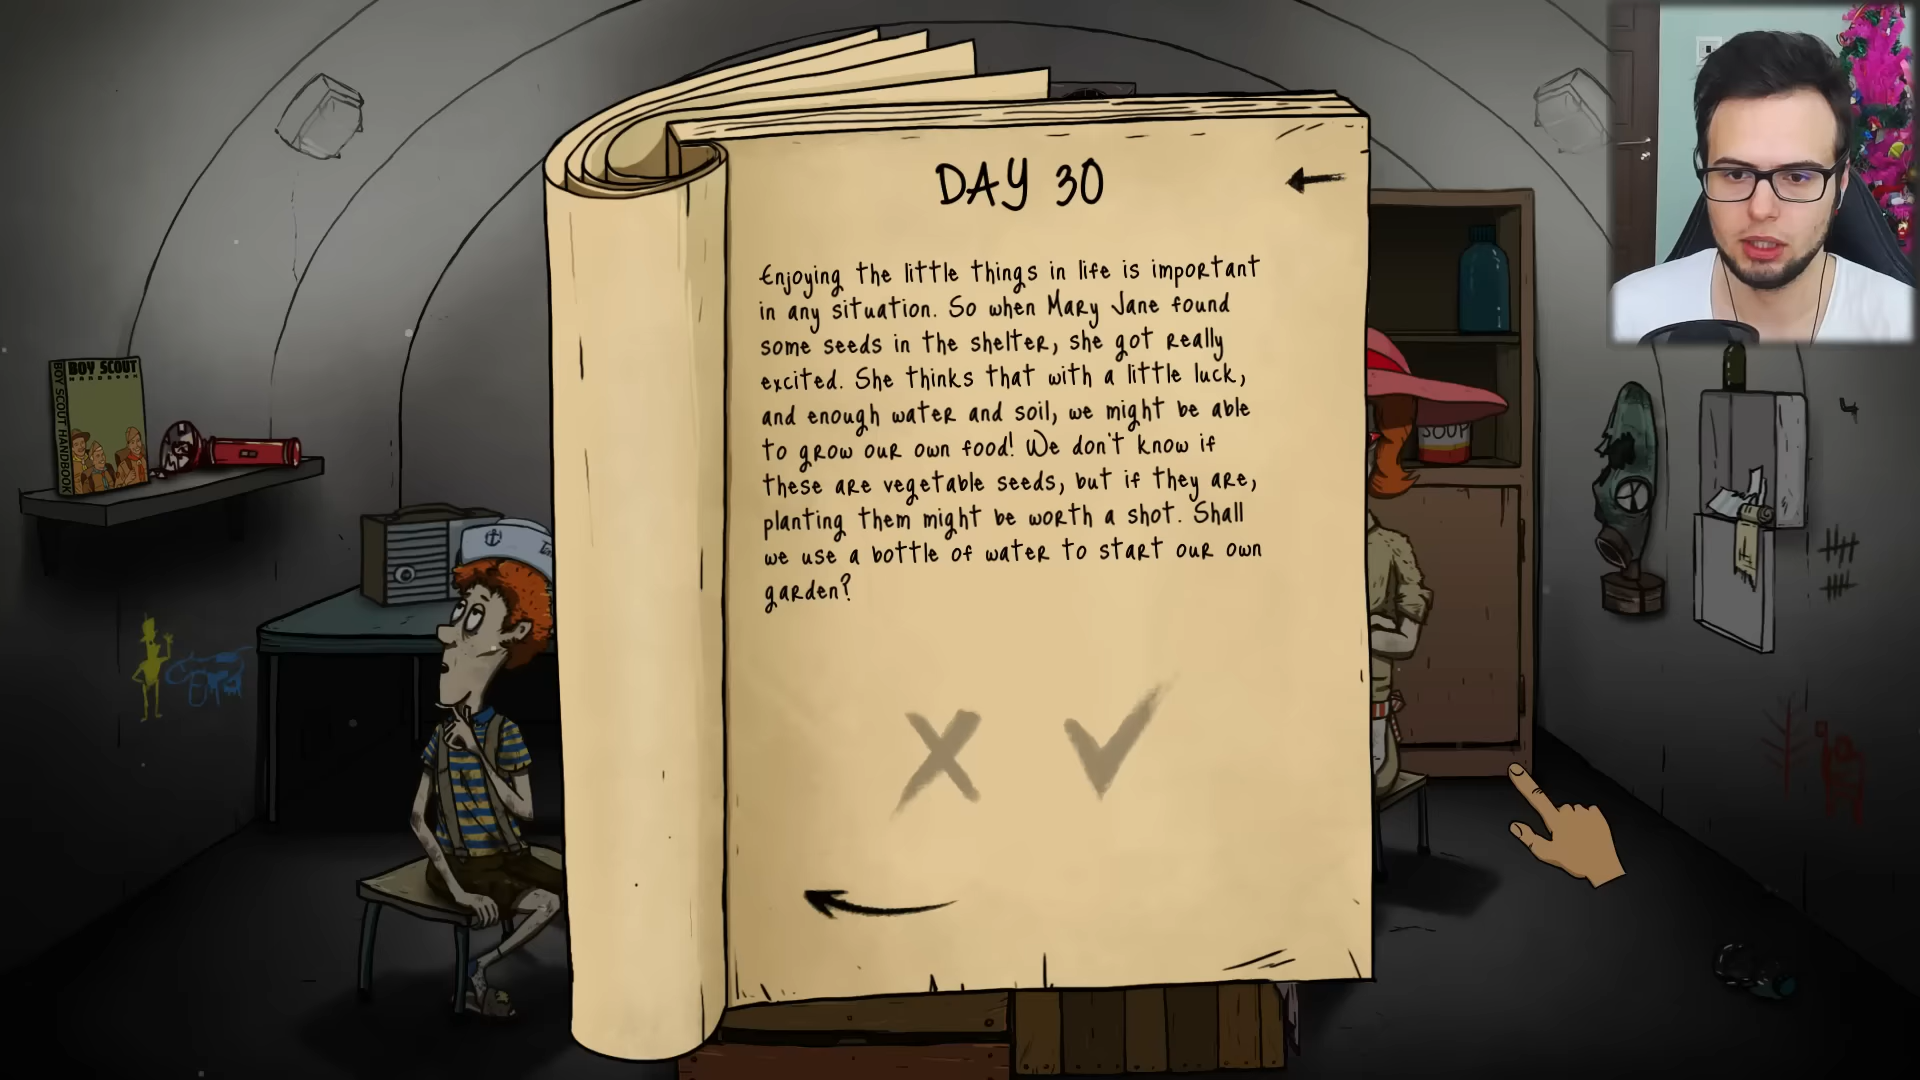 DAY 30
Enjoying the little things in life is important
in any situation. So when Mary Jane found
some seeds in the shelter, she got really
excited. She thinks that with a little luck,
and enough water and soil, we might be able
to grow our own food! We don't know if
these are vegetable seeds, but if they are,
planting them might be worth a shot. Shall
we use a bottle of water to start our own
garden?
BOY SCOUT
HANDBOOK
BOY SCOUT HANDBOOK
SOUP